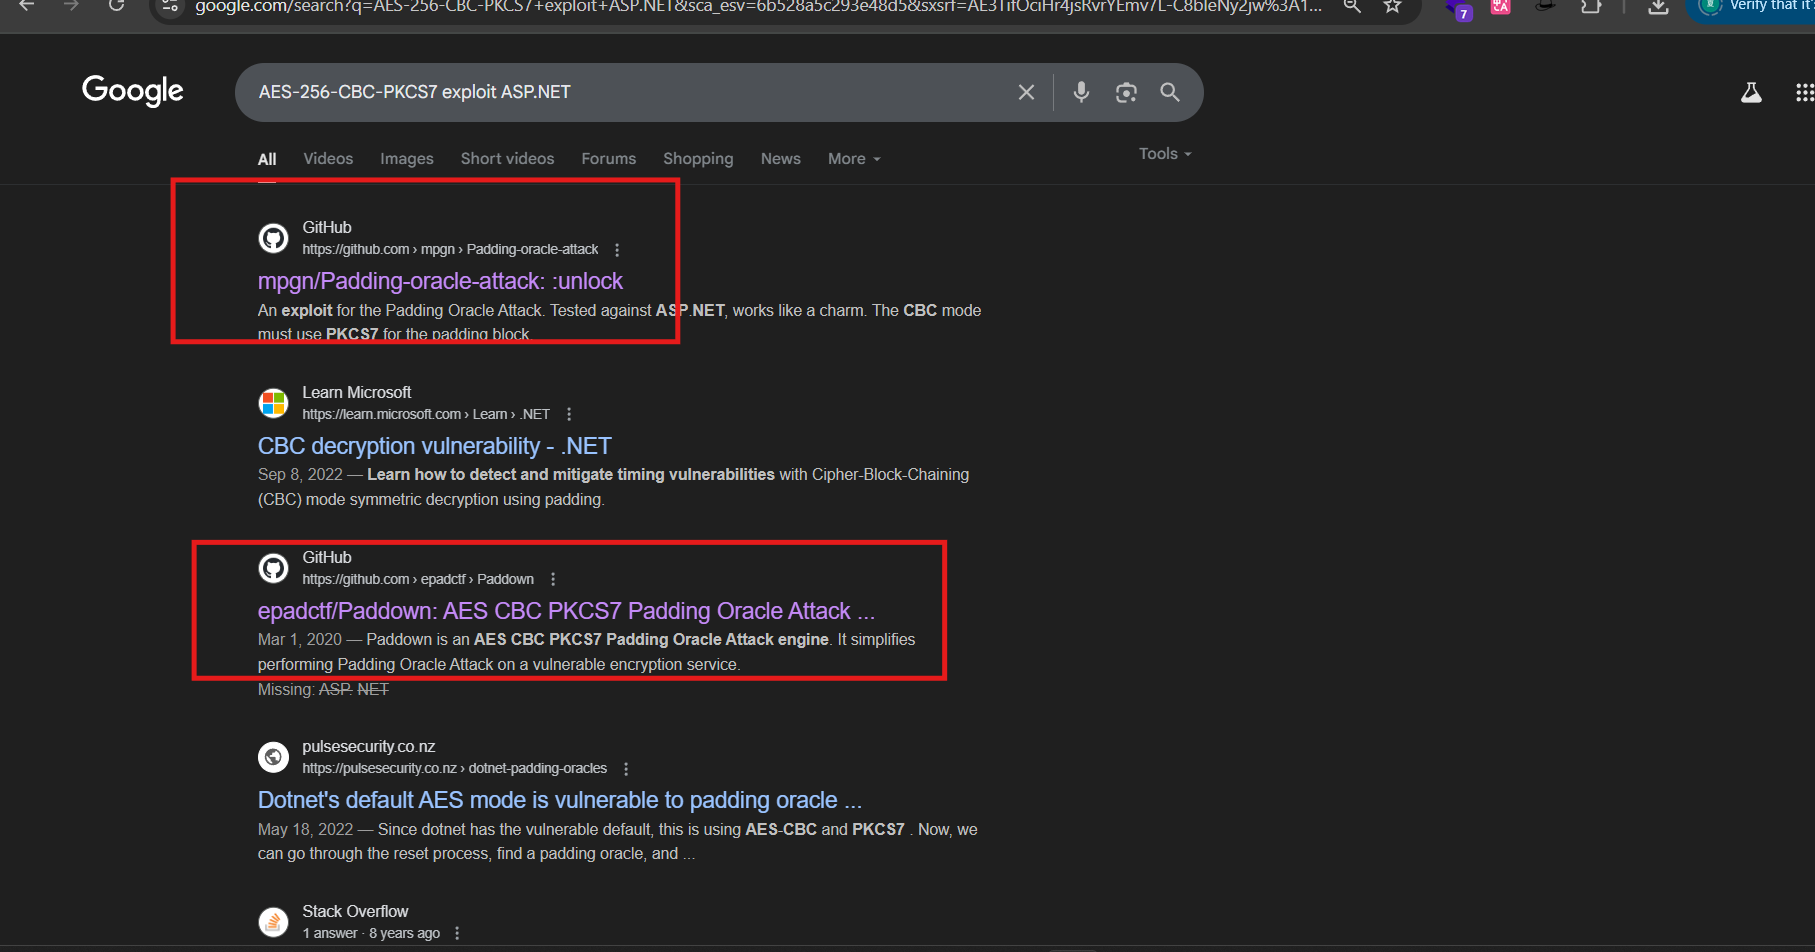 google.com/search?q=AES-256-CBC-PKCS7+exploit+ASP.NET&sca_esv=6b528a5c293e48d5&sxsrf=AE3TifOciHr4jsRvrYEmv7L-C8bleNy2jw%3A1...
7
Verify that it'
Google
AES-256-CBC-PKCS7 exploit ASP.NET
All Videos Images Short videos Forums Shopping News More Tools
GitHub
https://github.com › mpgn › Padding-oracle-attack
mpgn/Padding-oracle-attack: :unlock
An exploit for the Padding Oracle Attack. Tested against ASP.NET, works like a charm. The CBC mode
must use PKCS7 for the padding block.
Learn Microsoft
https://learn.microsoft.com › Learn › .NET
CBC decryption vulnerability - .NET
Sep 8, 2022 — Learn how to detect and mitigate timing vulnerabilities with Cipher-Block-Chaining
(CBC) mode symmetric decryption using padding.
GitHub
https://github.com › epadctf › Paddown
epadctf/Paddown: AES CBC PKCS7 Padding Oracle Attack ...
Mar 1, 2020 — Paddown is an AES CBC PKCS7 Padding Oracle Attack engine. It simplifies
performing Padding Oracle Attack on a vulnerable encryption service.
Missing: ASP. NET
pulsesecurity.co.nz
https://pulsesecurity.co.nz › dotnet-padding-oracles
Dotnet's default AES mode is vulnerable to padding oracle ...
May 18, 2022 — Since dotnet has the vulnerable default, this is using AES-CBC and PKCS7 . Now, we
can go through the reset process, find a padding oracle, and ...
Stack Overflow
1 answer · 8 years ago